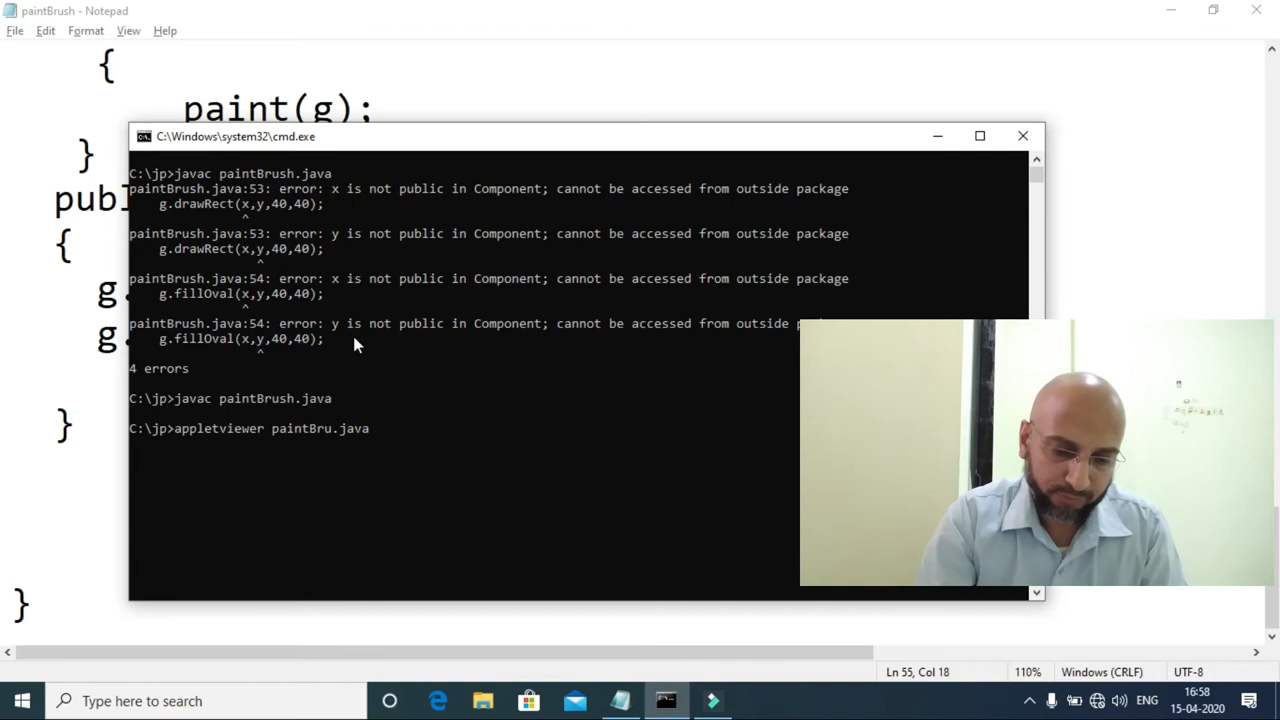 paintBrush - Notepad
File Edit Format View Help
{
paint(g);
}
publ
{
g.
g.
}
}
C:\Windows\system32\cmd.exe
C:\jp>javac paintBrush.java
paintBrush.java:53: error: x is not public in Component; cannot be accessed from outside package
g.drawRect(x,y,40,40);
^
paintBrush.java:53: error: y is not public in Component; cannot be accessed from outside package
g.drawRect(x,y,40,40);
^
paintBrush.java:54: error: x is not public in Component; cannot be accessed from outside package
g.fillOval(x,y,40,40);
^
paintBrush.java:54: error: y is not public in Component; cannot be accessed from outside
g.fillOval(x,y,40,40);
^
4 errors
C:\jp>javac paintBrush.java
C:\jp>appletviewer paintBru.java
Ln 55, Col 18 110% Windows (CRLF) UTF-8
Type here to search
ENG
16:58
15-04-2020